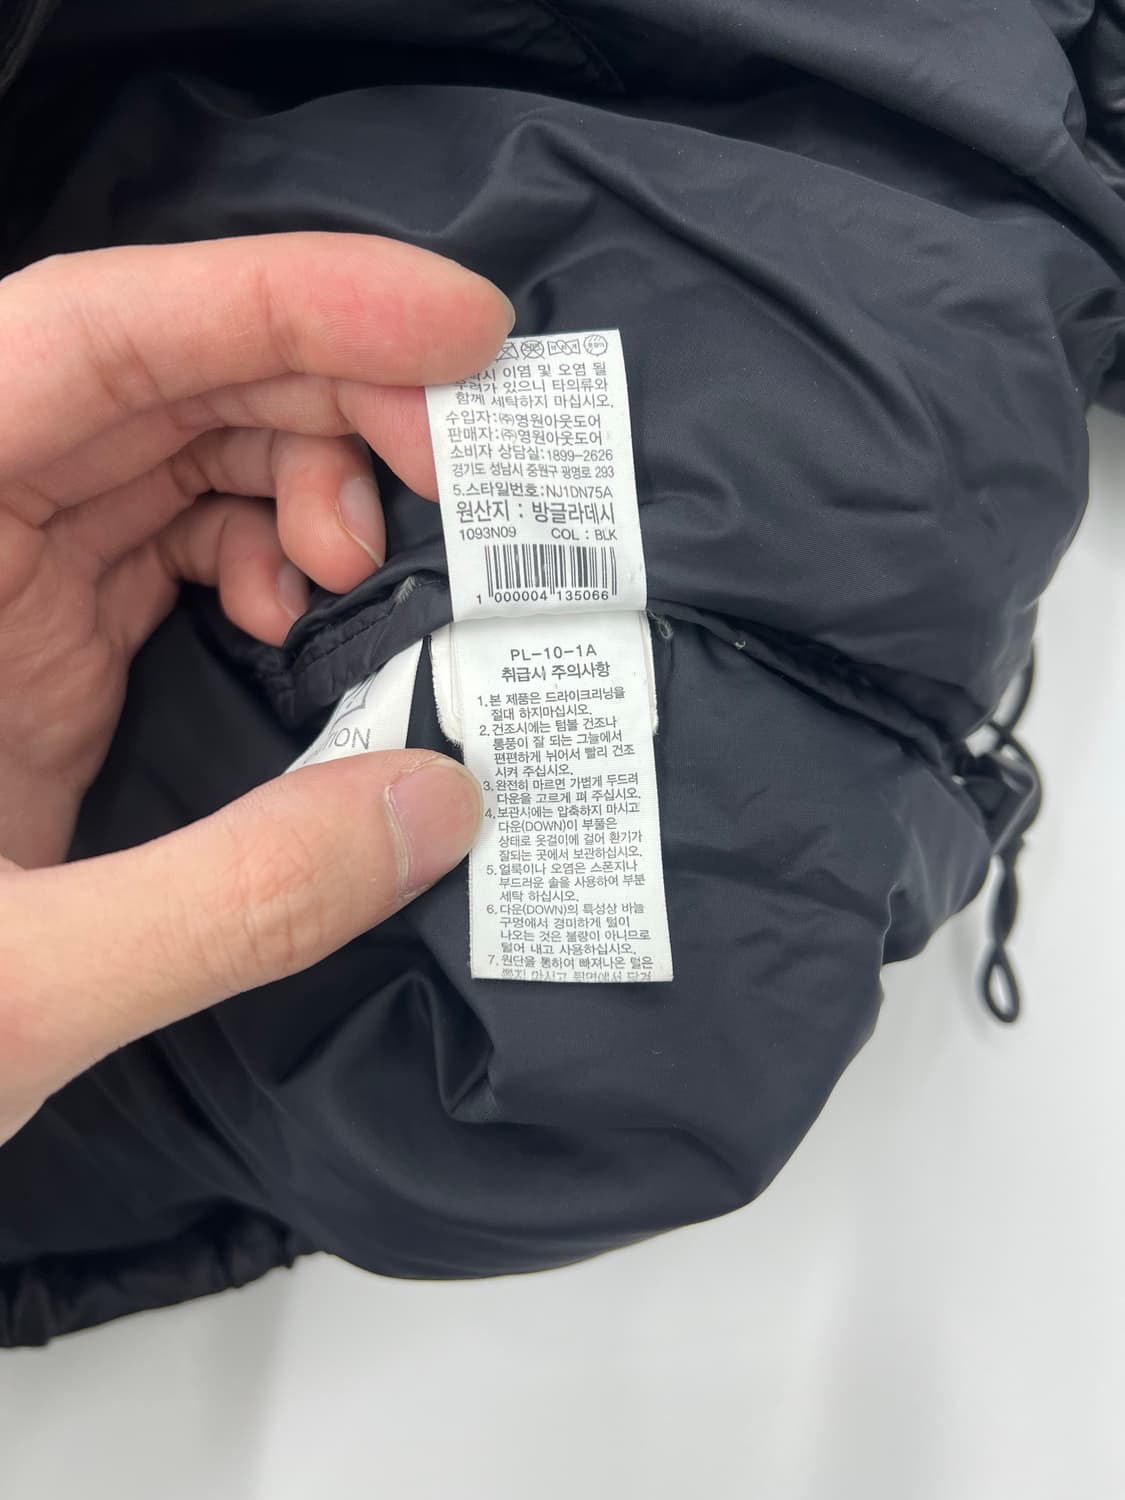 이염 및 오염 될
우려가 있으니 타의류와
함께 세탁하지 마십시오.
수입자:㈜영원아웃도어
판매자:㈜영원아웃도어
소비자 상담실:1899-2626
경기도 성남시 중원구 광명로 293
5.스타일번호:NJ1DN75A
원산지 : 방글라데시
1093N09 COL : BLK
1 000004 135066
PL-10-1A
취급시 주의사항
1.본 제품은 드라이크리닝을
절대 하지마십시오.
2.건조시에는 텀블 건조나
통풍이 잘 되는 그늘에서
편편하게 뉘어서 빨리 건조
시켜 주십시오.
3.완전히 마르면 가볍게 두드려
다운을 고르게 펴 주십시오.
4.보관시에는 압축하지 마시고
다운(DOWN)이 부풀은
상태로 옷걸이에 걸어 환기가
잘되는 곳에서 보관하십시오.
5.얼룩이나 오염은 스폰지나
부드러운 솔을 사용하여 부분
세탁 하십시오.
6.다운(DOWN)의 특성상 바늘
구멍에서 경미하게 털이
나오는 것은 불량이 아니므로
털어 내고 사용하십시오.
7.원단을 통하여 빠져나온 털은
뽑지 마시고 뒷면에서 당겨